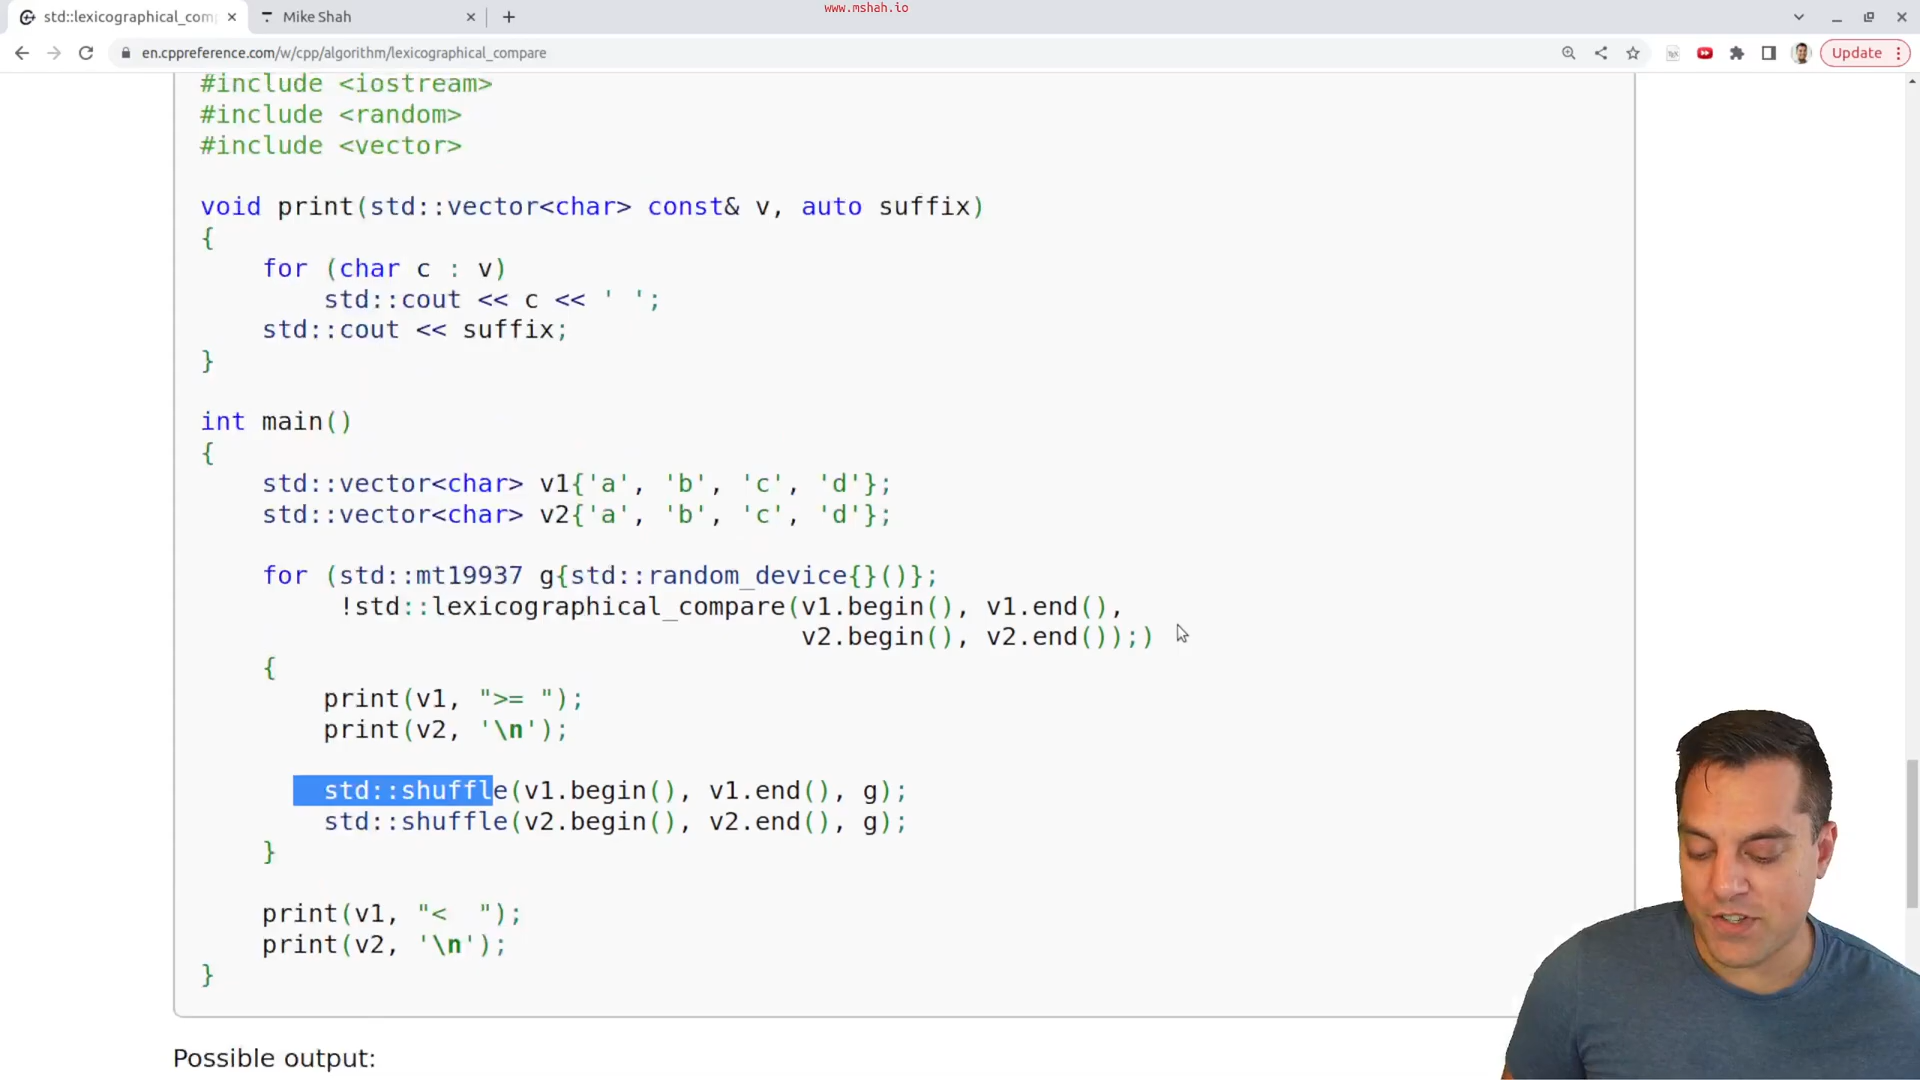 www.mshah.io
std::lexicographical_com
Mike Shah
en.cppreference.com/w/cpp/algorithm/lexicographical_compare
Update
#include <iostream>
#include <random>
#include <vector>
void print(std::vector<char> const& v, auto suffix)
{
for (char c : v)
std::cout << c << ' ';
std::cout << suffix;
}
int main()
{
std::vector<char> v1{'a', 'b', 'c', 'd'};
std::vector<char> v2{'a', 'b', 'c', 'd'};
for (std::mt19937 g{std::random_device{}()};
!std::lexicographical_compare(v1.begin(), v1.end(),
v2.begin(), v2.end());)
{
print(v1, ">= ");
print(v2, '\n');
std::shuffle(v1.begin(), v1.end(), g);
std::shuffle(v2.begin(), v2.end(), g);
}
print(v1, "<  ");
print(v2, '\n');
}
Possible output: